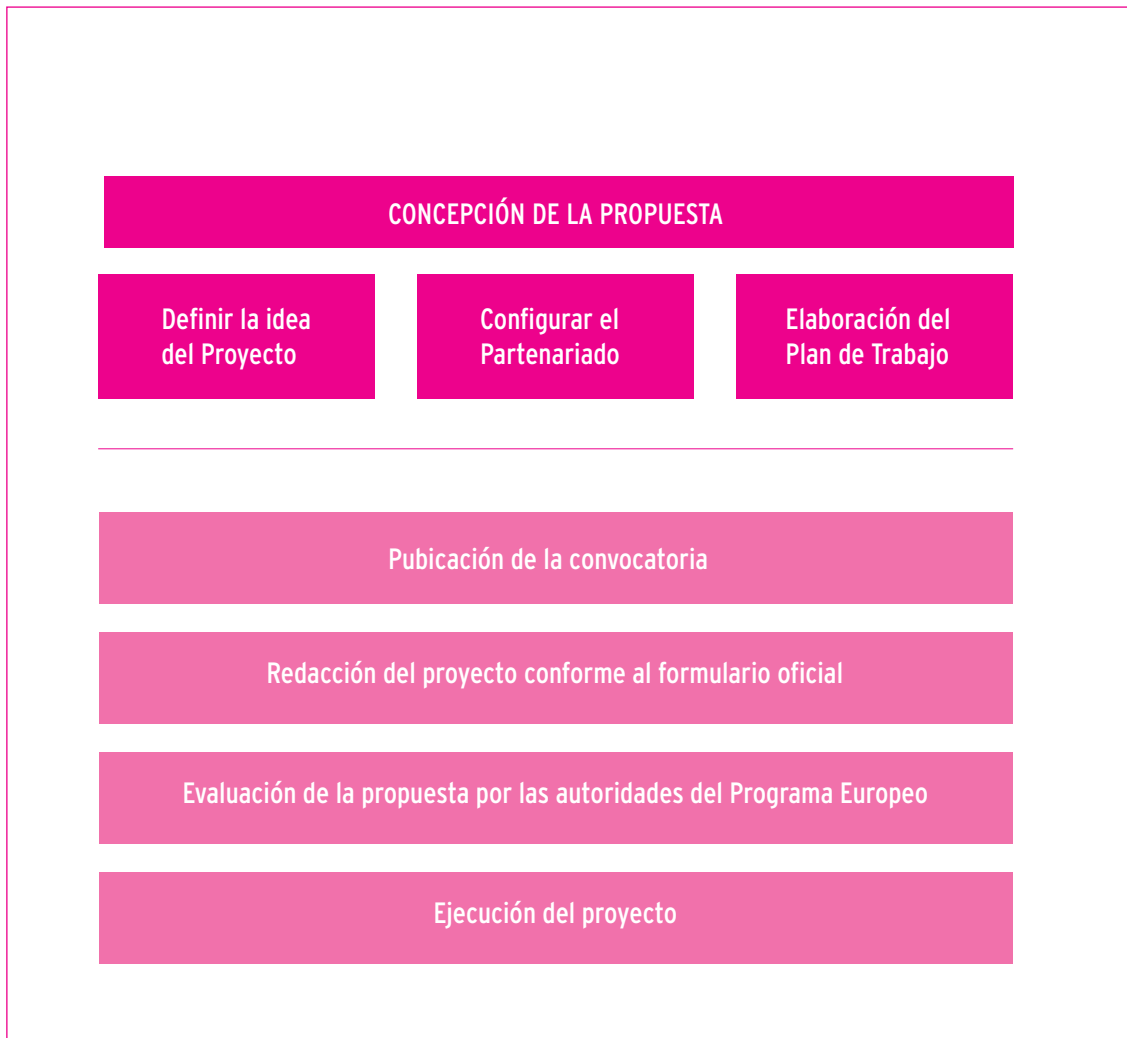 CONCEPCIÓN DE LA PROPUESTA
Definir la idea
del Proyecto
Configurar el
Partenariado
Elaboración del
Plan de Trabajo
Pubicación de la convocatoria
Redacción del proyecto conforme al formulario oficial
Evaluación de la propuesta por las autoridades del Programa Europeo
Ejecución del proyecto